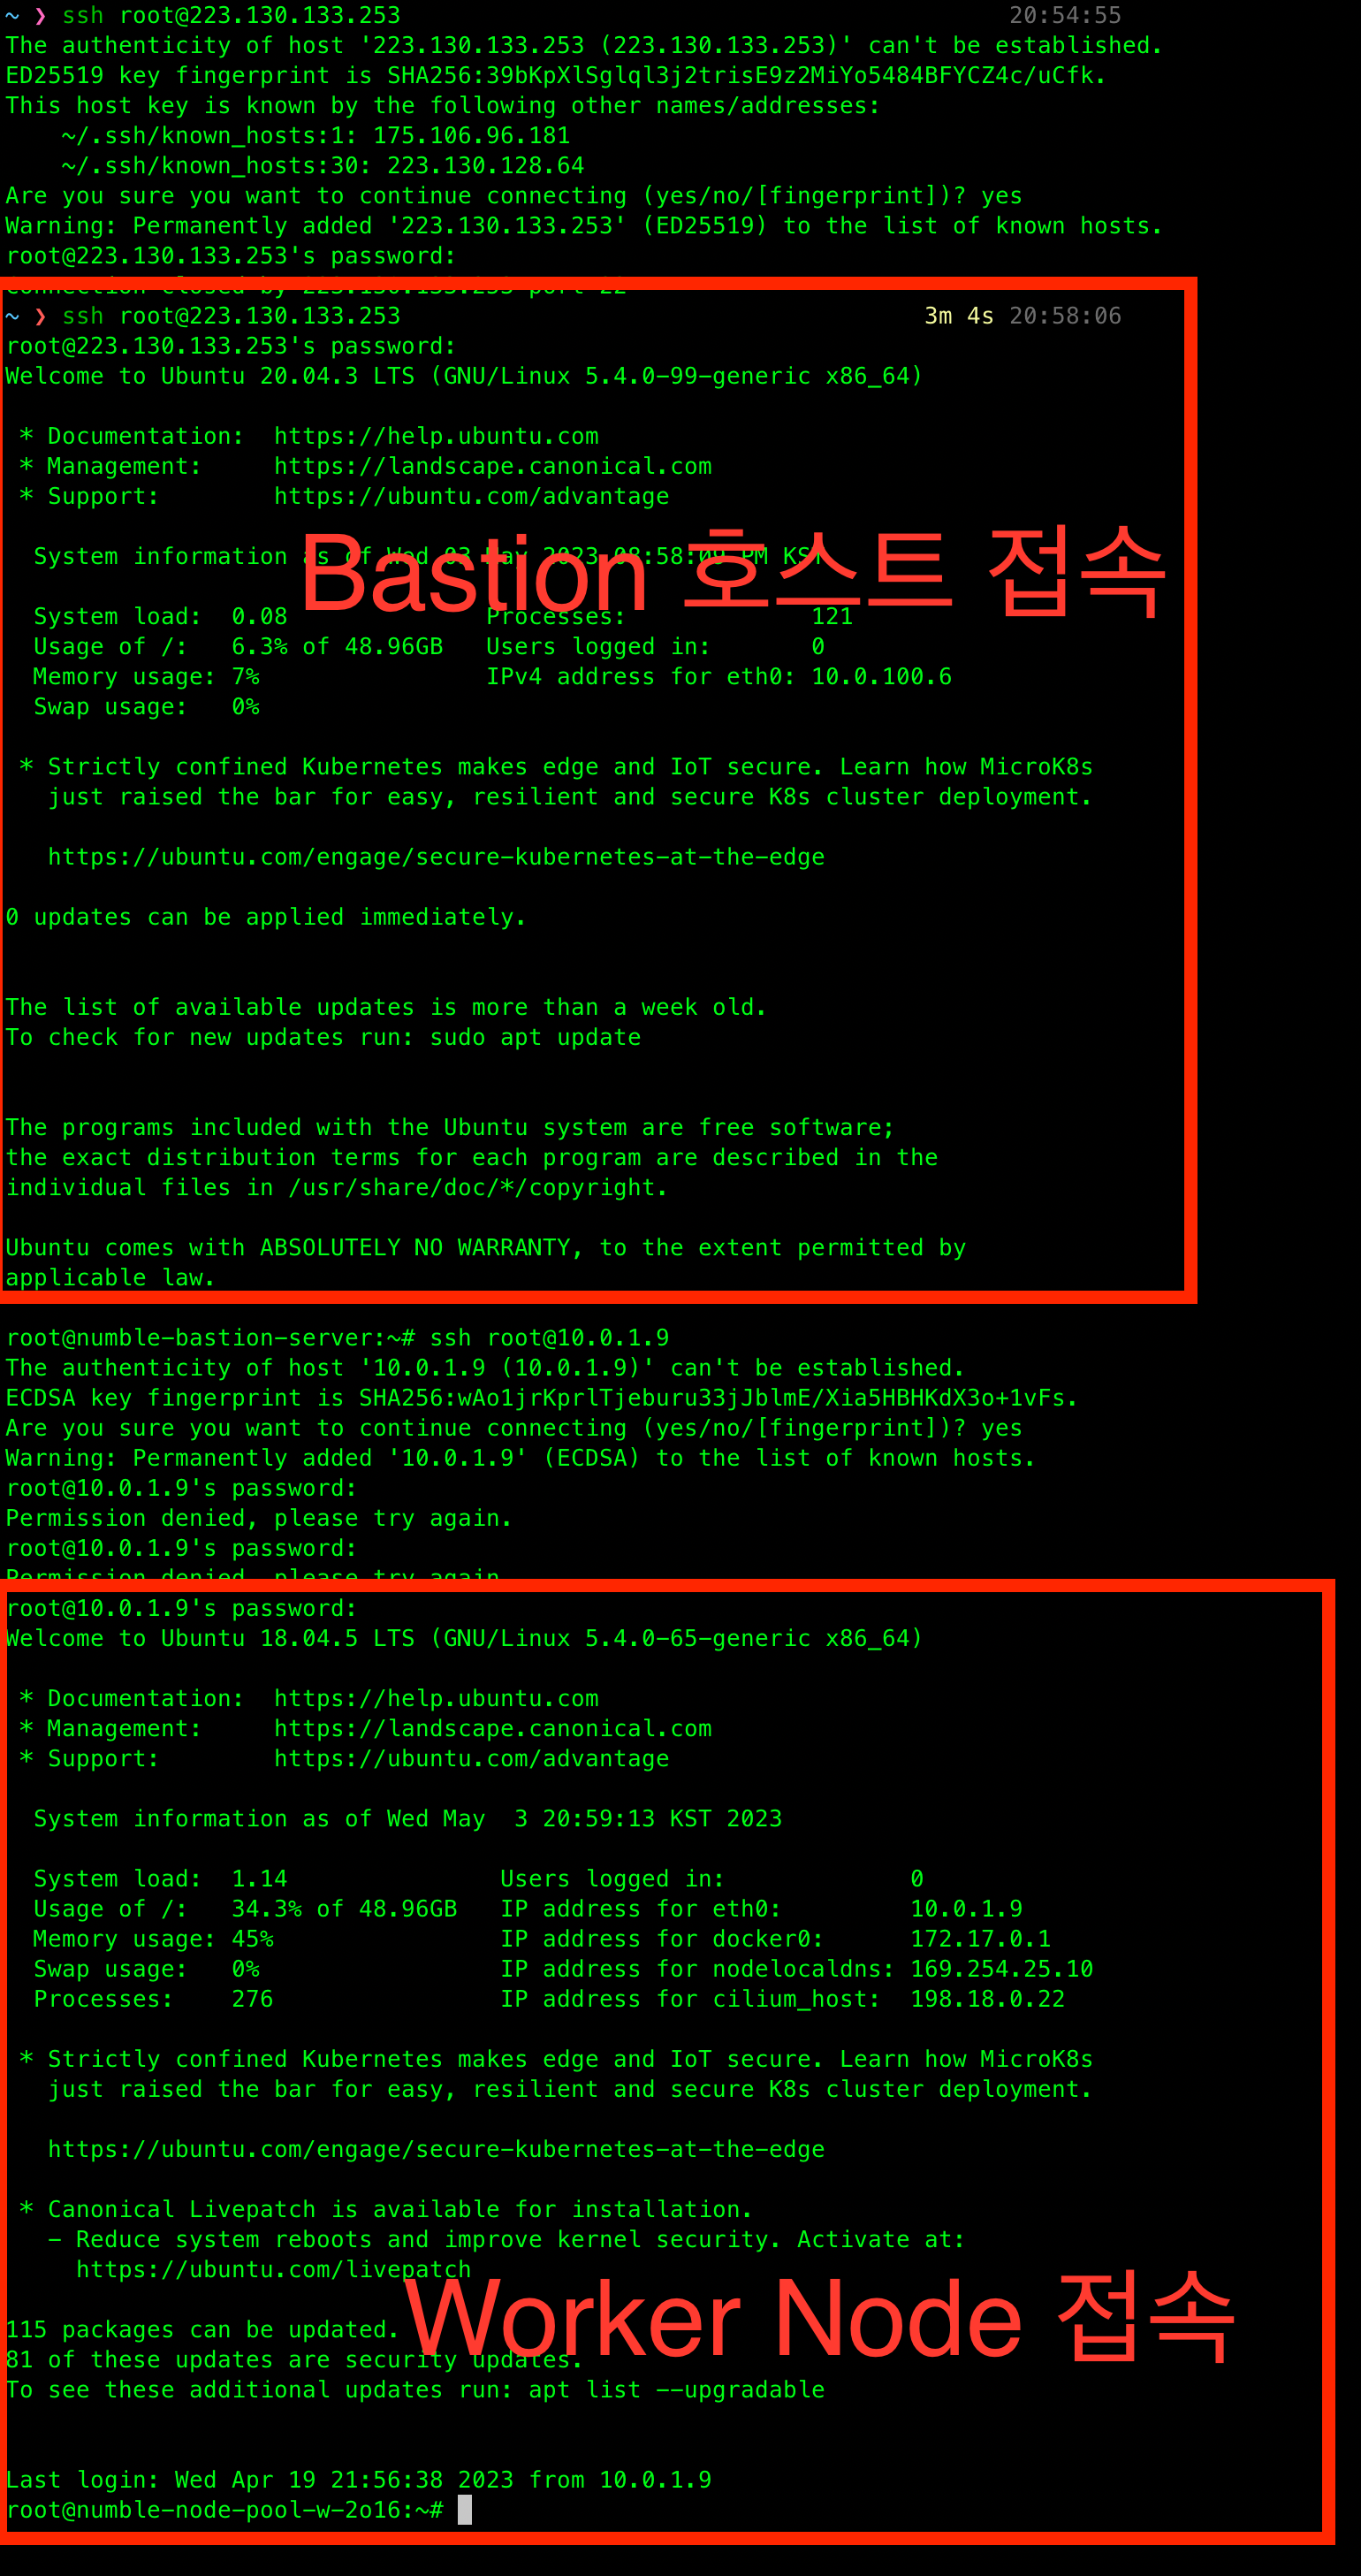 ~ ❯ ssh root@223.130.133.253 20:54:55
The authenticity of host '223.130.133.253 (223.130.133.253)' can't be established.
ED25519 key fingerprint is SHA256:39bKpXlSglql3j2trisE9z2MiYo5484BFYCZ4c/uCfk.
This host key is known by the following other names/addresses:
~/.ssh/known_hosts:1: 175.106.96.181
~/.ssh/known_hosts:30: 223.130.128.64
Are you sure you want to continue connecting (yes/no/[fingerprint])? yes
Warning: Permanently added '223.130.133.253' (ED25519) to the list of known hosts.
root@223.130.133.253's password:
Connection closed by 223.130.133.253 port 22
~ ❯ ssh root@223.130.133.253 3m 4s 20:58:06
root@223.130.133.253's password:
Welcome to Ubuntu 20.04.3 LTS (GNU/Linux 5.4.0-99-generic x86_64)
* Documentation: https://help.ubuntu.com
* Management: https://landscape.canonical.com
* Support: https://ubuntu.com/advantage
System information as of Wed 03 May 2023 08:58:09 PM KST
Bastion 호스트 접속
System load: 0.08 Processes: 121
Usage of /: 6.3% of 48.96GB Users logged in: 0
Memory usage: 7% IPv4 address for eth0: 10.0.100.6
Swap usage: 0%
* Strictly confined Kubernetes makes edge and IoT secure. Learn how MicroK8s
just raised the bar for easy, resilient and secure K8s cluster deployment.
https://ubuntu.com/engage/secure-kubernetes-at-the-edge
0 updates can be applied immediately.
The list of available updates is more than a week old.
To check for new updates run: sudo apt update
The programs included with the Ubuntu system are free software;
the exact distribution terms for each program are described in the
individual files in /usr/share/doc/*/copyright.
Ubuntu comes with ABSOLUTELY NO WARRANTY, to the extent permitted by
applicable law.
root@numble-bastion-server:~# ssh root@10.0.1.9
The authenticity of host '10.0.1.9 (10.0.1.9)' can't be established.
ECDSA key fingerprint is SHA256:wAo1jrKprlTjeburu33jJblmE/Xia5HBHKdX3o+1vFs.
Are you sure you want to continue connecting (yes/no/[fingerprint])? yes
Warning: Permanently added '10.0.1.9' (ECDSA) to the list of known hosts.
root@10.0.1.9's password:
Permission denied, please try again.
root@10.0.1.9's password:
Permission denied, please try again.
root@10.0.1.9's password:
Welcome to Ubuntu 18.04.5 LTS (GNU/Linux 5.4.0-65-generic x86_64)
* Documentation: https://help.ubuntu.com
* Management: https://landscape.canonical.com
* Support: https://ubuntu.com/advantage
System information as of Wed May 3 20:59:13 KST 2023
System load: 1.14 Users logged in: 0
Usage of /: 34.3% of 48.96GB IP address for eth0: 10.0.1.9
Memory usage: 45% IP address for docker0: 172.17.0.1
Swap usage: 0% IP address for nodelocaldns: 169.254.25.10
Processes: 276 IP address for cilium_host: 198.18.0.22
* Strictly confined Kubernetes makes edge and IoT secure. Learn how MicroK8s
just raised the bar for easy, resilient and secure K8s cluster deployment.
https://ubuntu.com/engage/secure-kubernetes-at-the-edge
* Canonical Livepatch is available for installation.
- Reduce system reboots and improve kernel security. Activate at:
https://ubuntu.com/livepatch
Worker Node 접속
115 packages can be updated.
81 of these updates are security updates.
To see these additional updates run: apt list --upgradable
Last login: Wed Apr 19 21:56:38 2023 from 10.0.1.9
root@numble-node-pool-w-2o16:~#